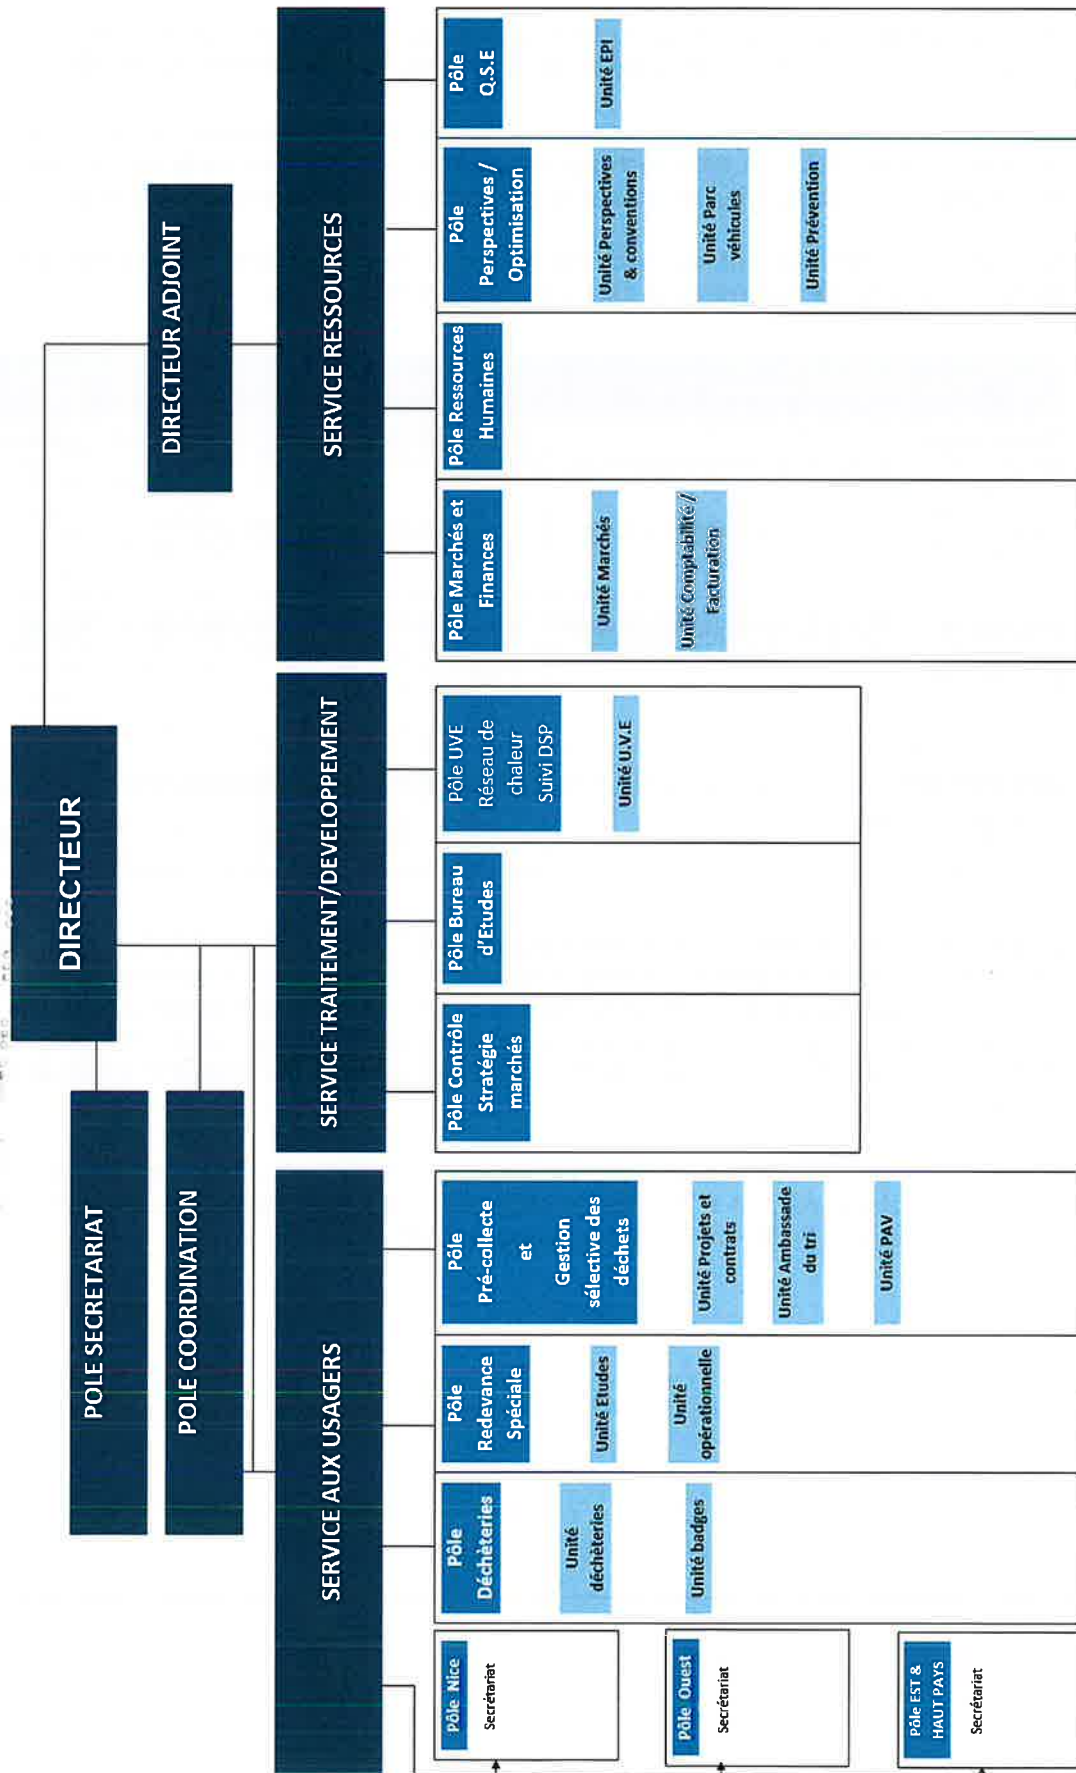 DIRECTEUR
POLE SECRETARIAT
POLE COORDINATION
DIRECTEUR ADJOINT
SERVICE AUX USAGERS
SERVICE TRAITEMENT/DEVELOPPEMENT
SERVICE RESSOURCES
Pôle Nice
Secrétariat
Pôle Ouest
Secrétariat
Pôle EST &
HAUT PAYS
Secrétariat
Pôle
Déchèteries
Unité
déchèteries
Unité badges
Pôle
Redevance
Spéciale
Unité Etudes
Unité
opérationnelle
Pôle
Pré-collecte
et
Gestion
sélective des
déchets
Unité Projets et
contrats
Unité Ambassade
du tri
Unité PAV
Pôle Contrôle
Stratégie
marchés
Pôle Bureau
d'Etudes
Pôle UVE
Réseau de
chaleur
Suivi DSP
Unité U.V.E
Pôle Marchés et
Finances
Unité Marchés
Unité Comptabilité /
Facturation
Pôle Ressources
Humaines
Pôle
Perspectives /
Optimisation
Unité Perspectives
& conventions
Unité Parc
véhicules
Unité Prévention
Pôle
Q.S.E
Unité EPI